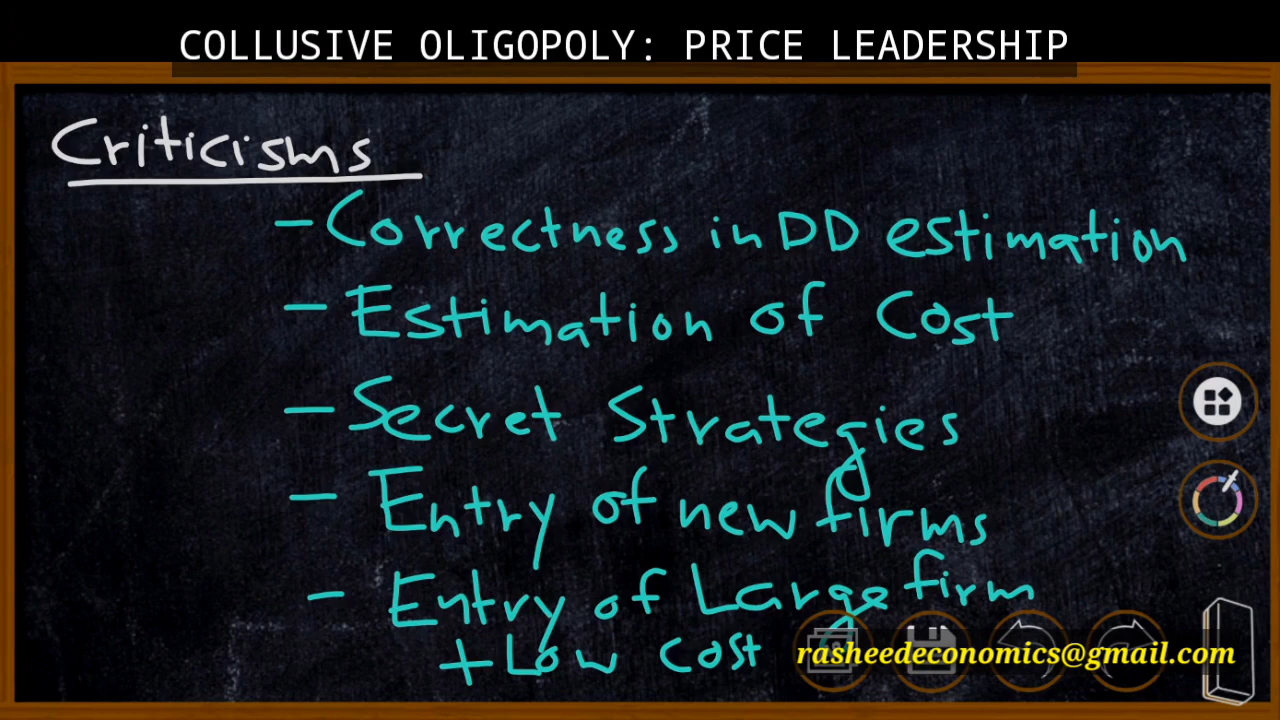 COLLUSIVE OLIGOPOLY: PRICE LEADERSHIP
Criticisms
- Correctness in DD estimation
- Estimation of Cost
- Secret Strategies
- Entry of new firms
- Entry of Large firm
+ Low cost
rasheedeconomics@gmail.com